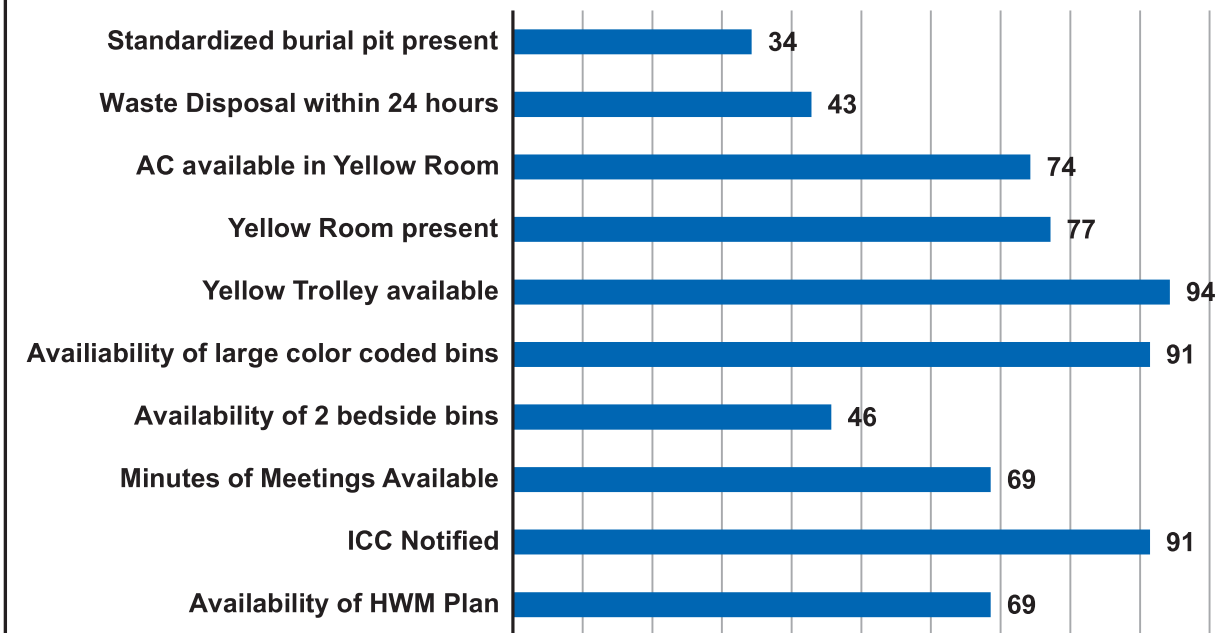 Standardized burial pit present 34
Waste Disposal within 24 hours 43
AC available in Yellow Room 74
Yellow Room present 77
Yellow Trolley available 94
Availiability of large color coded bins 91
Availability of 2 bedside bins 46
Minutes of Meetings Available 69
ICC Notified 91
Availability of HWM Plan 69